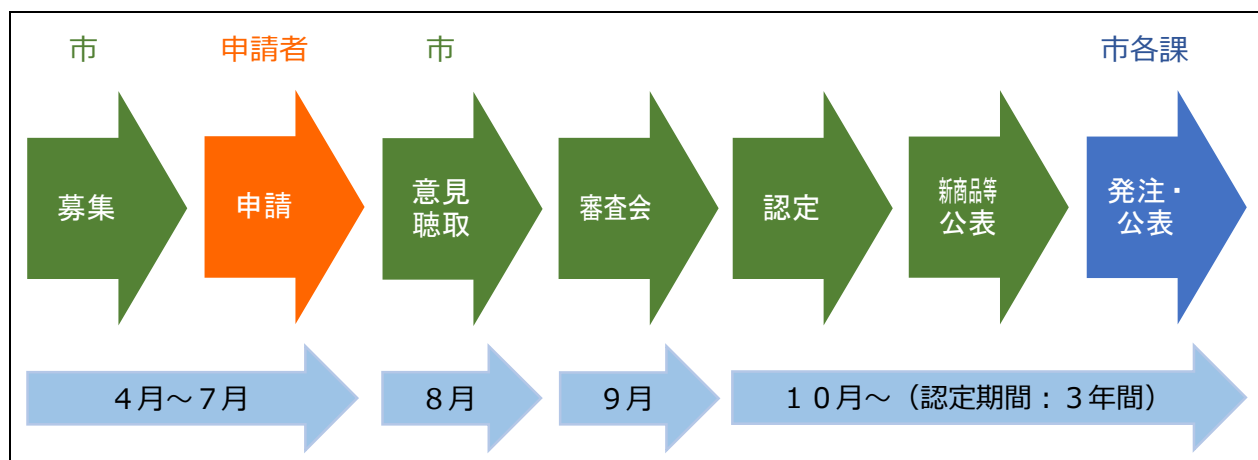 市
申請者
市
市各課
募集
申請
意見
聴取
審査会
認定
新商品等
公表
発注・
公表
４月～７月
８月
９月
１０月～（認定期間：３年間）